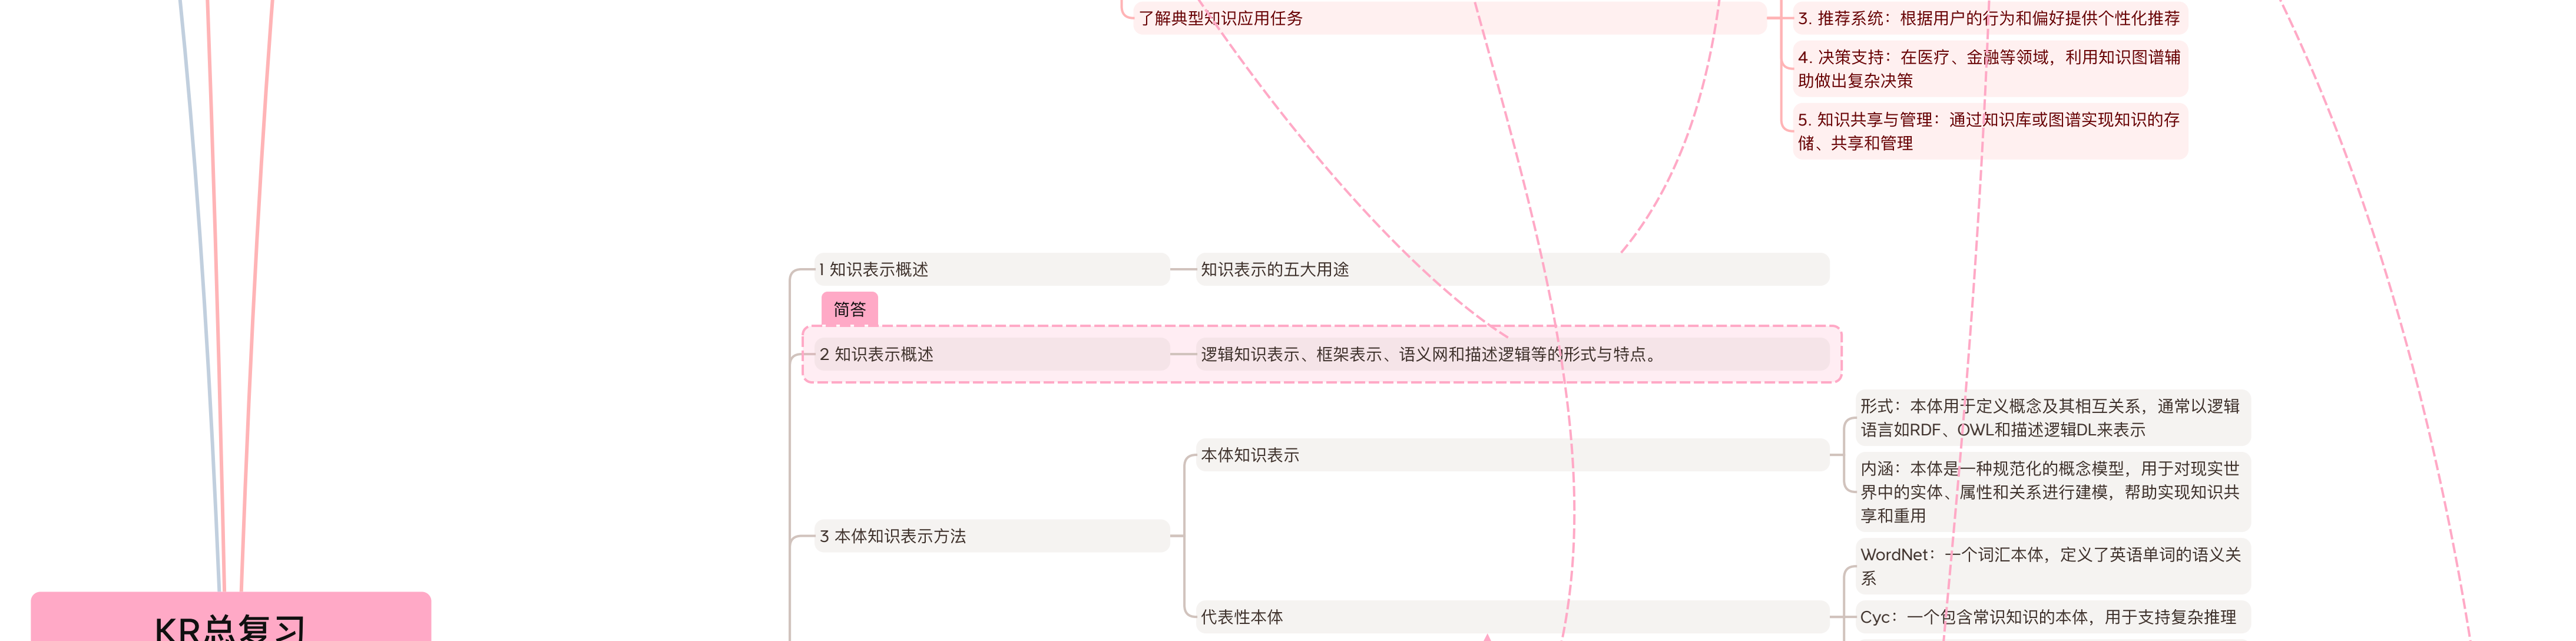 了解典型知识应用任务
3. 推荐系统：根据用户的行为和偏好提供个性化推荐
4. 决策支持：在医疗、金融等领域，利用知识图谱辅
助做出复杂决策
5. 知识共享与管理：通过知识库或图谱实现知识的存
储、共享和管理
1 知识表示概述
知识表示的五大用途
简答
2 知识表示概述
逻辑知识表示、框架表示、语义网和描述逻辑等的形式与特点。
3 本体知识表示方法
本体知识表示
形式：本体用于定义概念及其相互关系，通常以逻辑
语言如RDF、OWL和描述逻辑DL来表示
内涵：本体是一种规范化的概念模型，用于对现实世
界中的实体、属性和关系进行建模，帮助实现知识共
享和重用
代表性本体
WordNet：一个词汇本体，定义了英语单词的语义关
系
Cyc：一个包含常识知识的本体，用于支持复杂推理
KR总复习